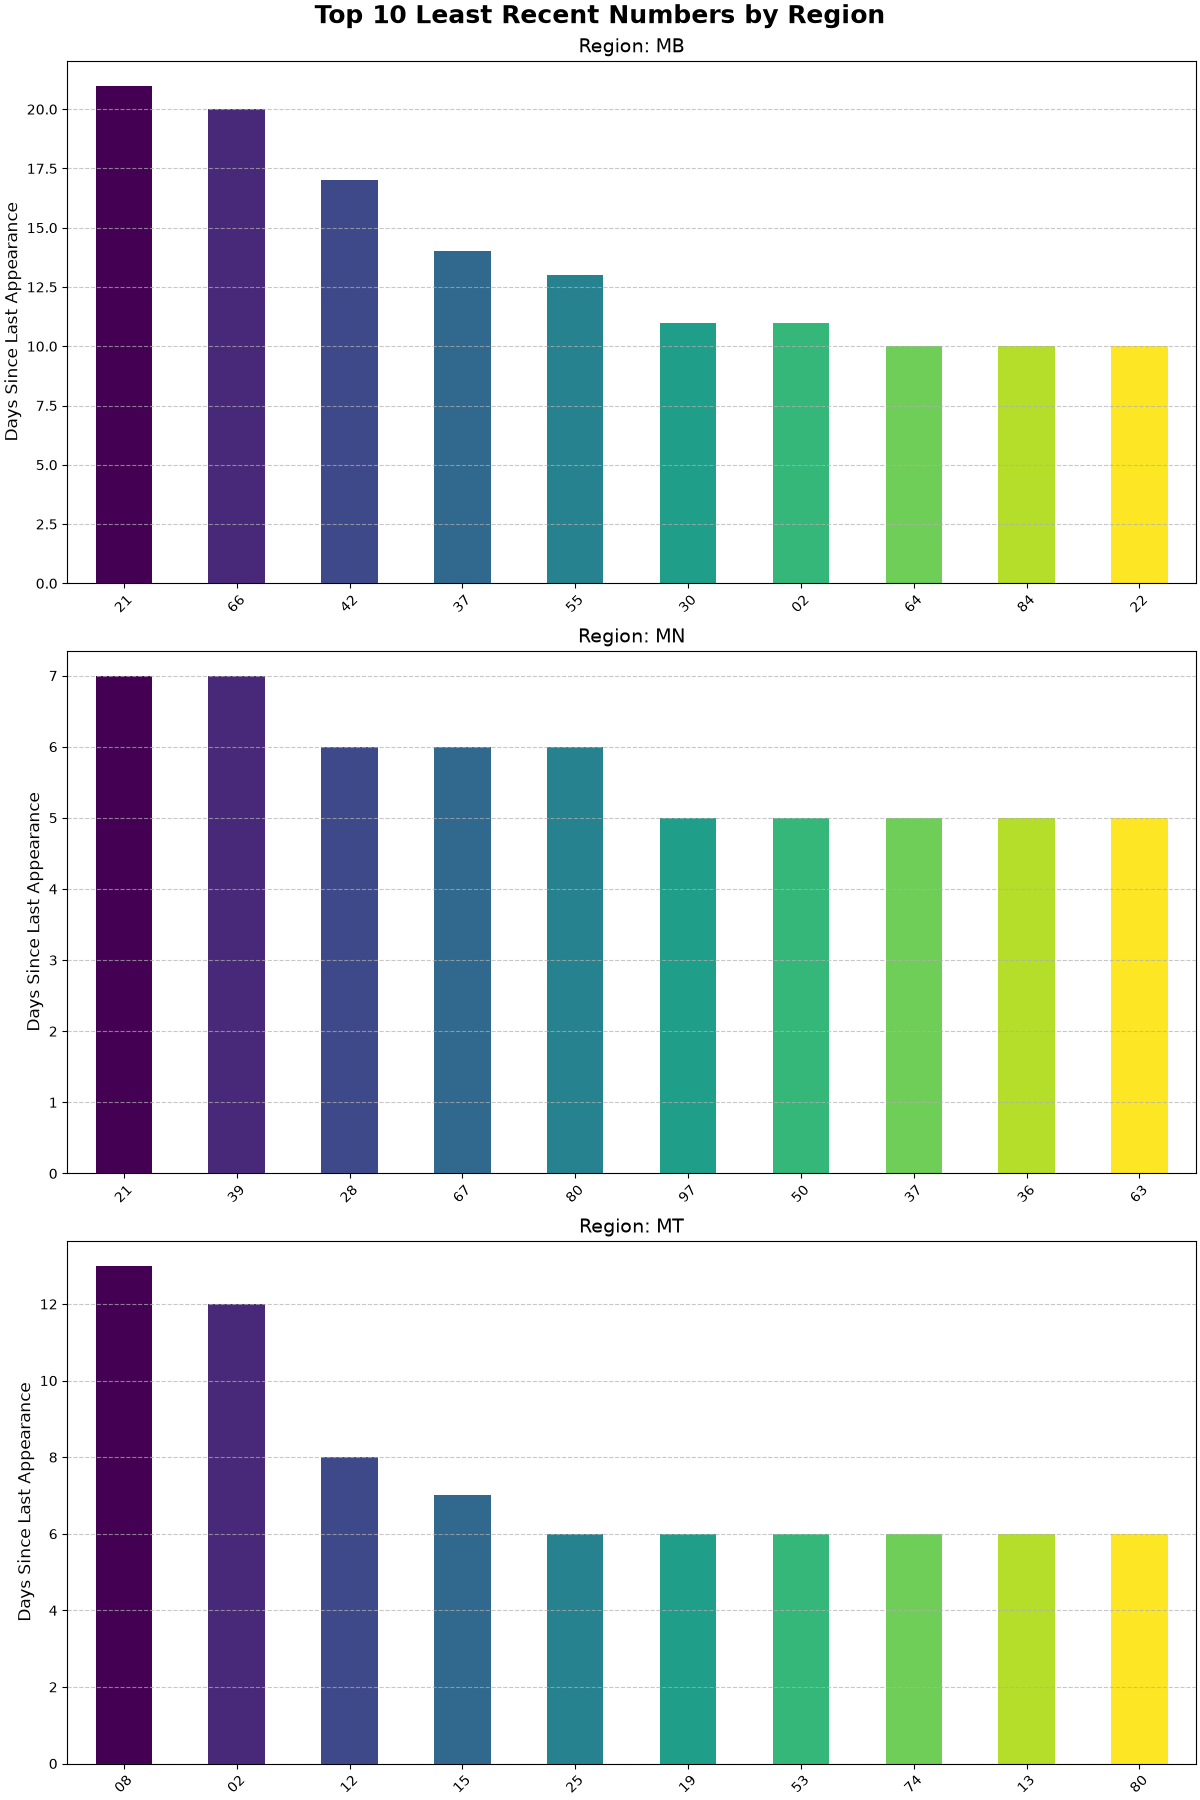 Top 10 Least Recent Numbers by Region
Region: MB
Days Since Last Appearance
20.0
17.5
15.0
12.5
10.0
7.5
5.0
2.5
0.0
21 66 42 37 55 30 02 64 84 22
Region: MN
Days Since Last Appearance
7
6
5
4
3
2
1
0
21 39 28 67 80 97 50 37 36 63
Region: MT
Days Since Last Appearance
12
10
8
6
4
2
0
08 02 12 15 25 19 53 74 13 80